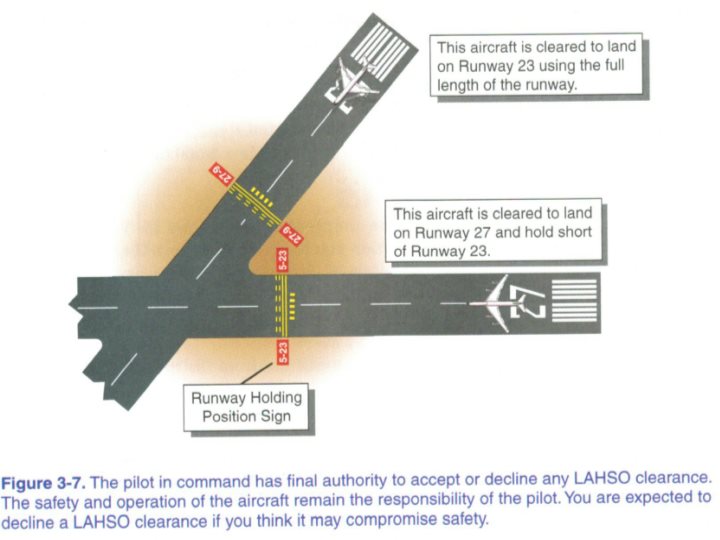 This aircraft is cleared to land
on Runway 23 using the full
length of the runway.
27-9
27-9
This aircraft is cleared to land
on Runway 27 and hold short
of Runway 23.
5-23
27
5-23
Runway Holding
Position Sign
Figure 3-7. The pilot in command has final authority to accept or decline any LAHSO clearance.
The safety and operation of the aircraft remain the responsibility of the pilot. You are expected to
decline a LAHSO clearance if you think it may compromise safety.